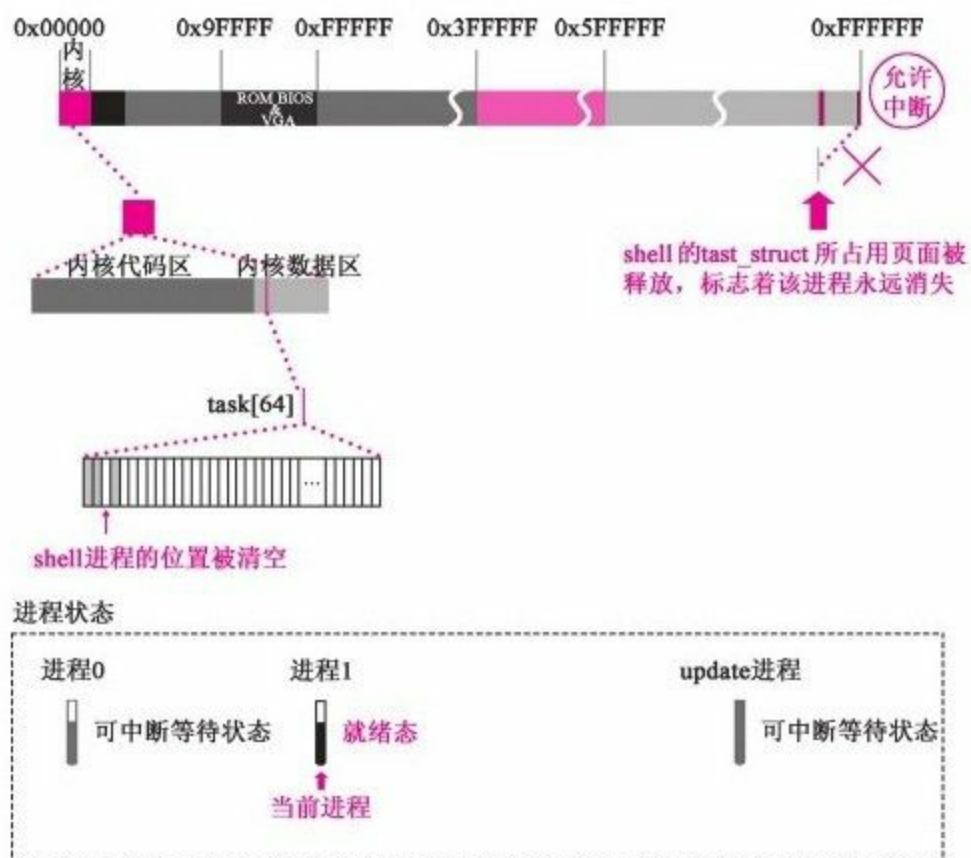 0x00000 0x9FFFF 0xFFFFF 0x3FFFFF 0x5FFFFF 0xFFFFFF
内
核
ROM BIOS
&
VGA
允许
中断
shell 的tast_struct 所占用页面被
释放，标志着该进程永远消失
内核代码区 内核数据区
task[64]
...
shell进程的位置被清空
进程状态
进程0 进程1 update进程
可中断等待状态 就绪态 可中断等待状态
当前进程